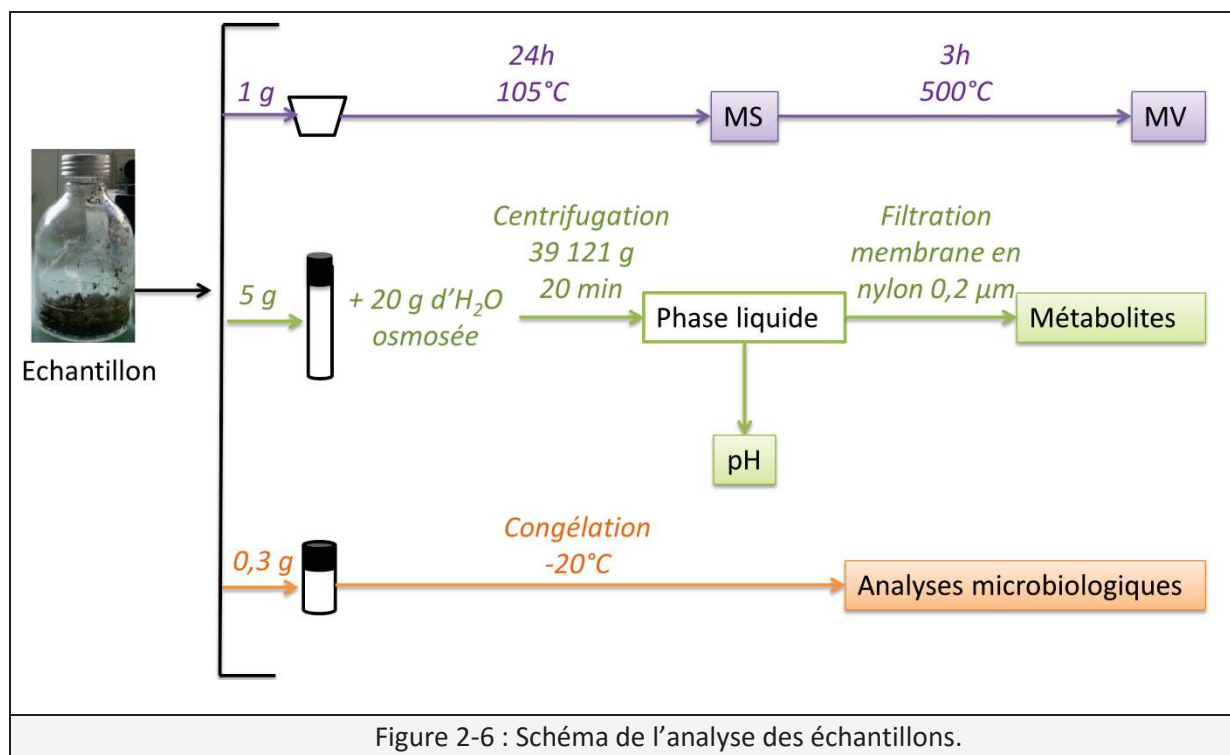 24h
105°C
3h
500°C
1 g
MS
MV
Echantillon
5 g
+ 20 g d’H₂O
osmosée
Centrifugation
39 121 g
20 min
Phase liquide
Filtration
membrane en
nylon 0,2 µm
Métabolites
pH
0,3 g
Congélation
-20°C
Analyses microbiologiques
Figure 2-6 : Schéma de l’analyse des échantillons.